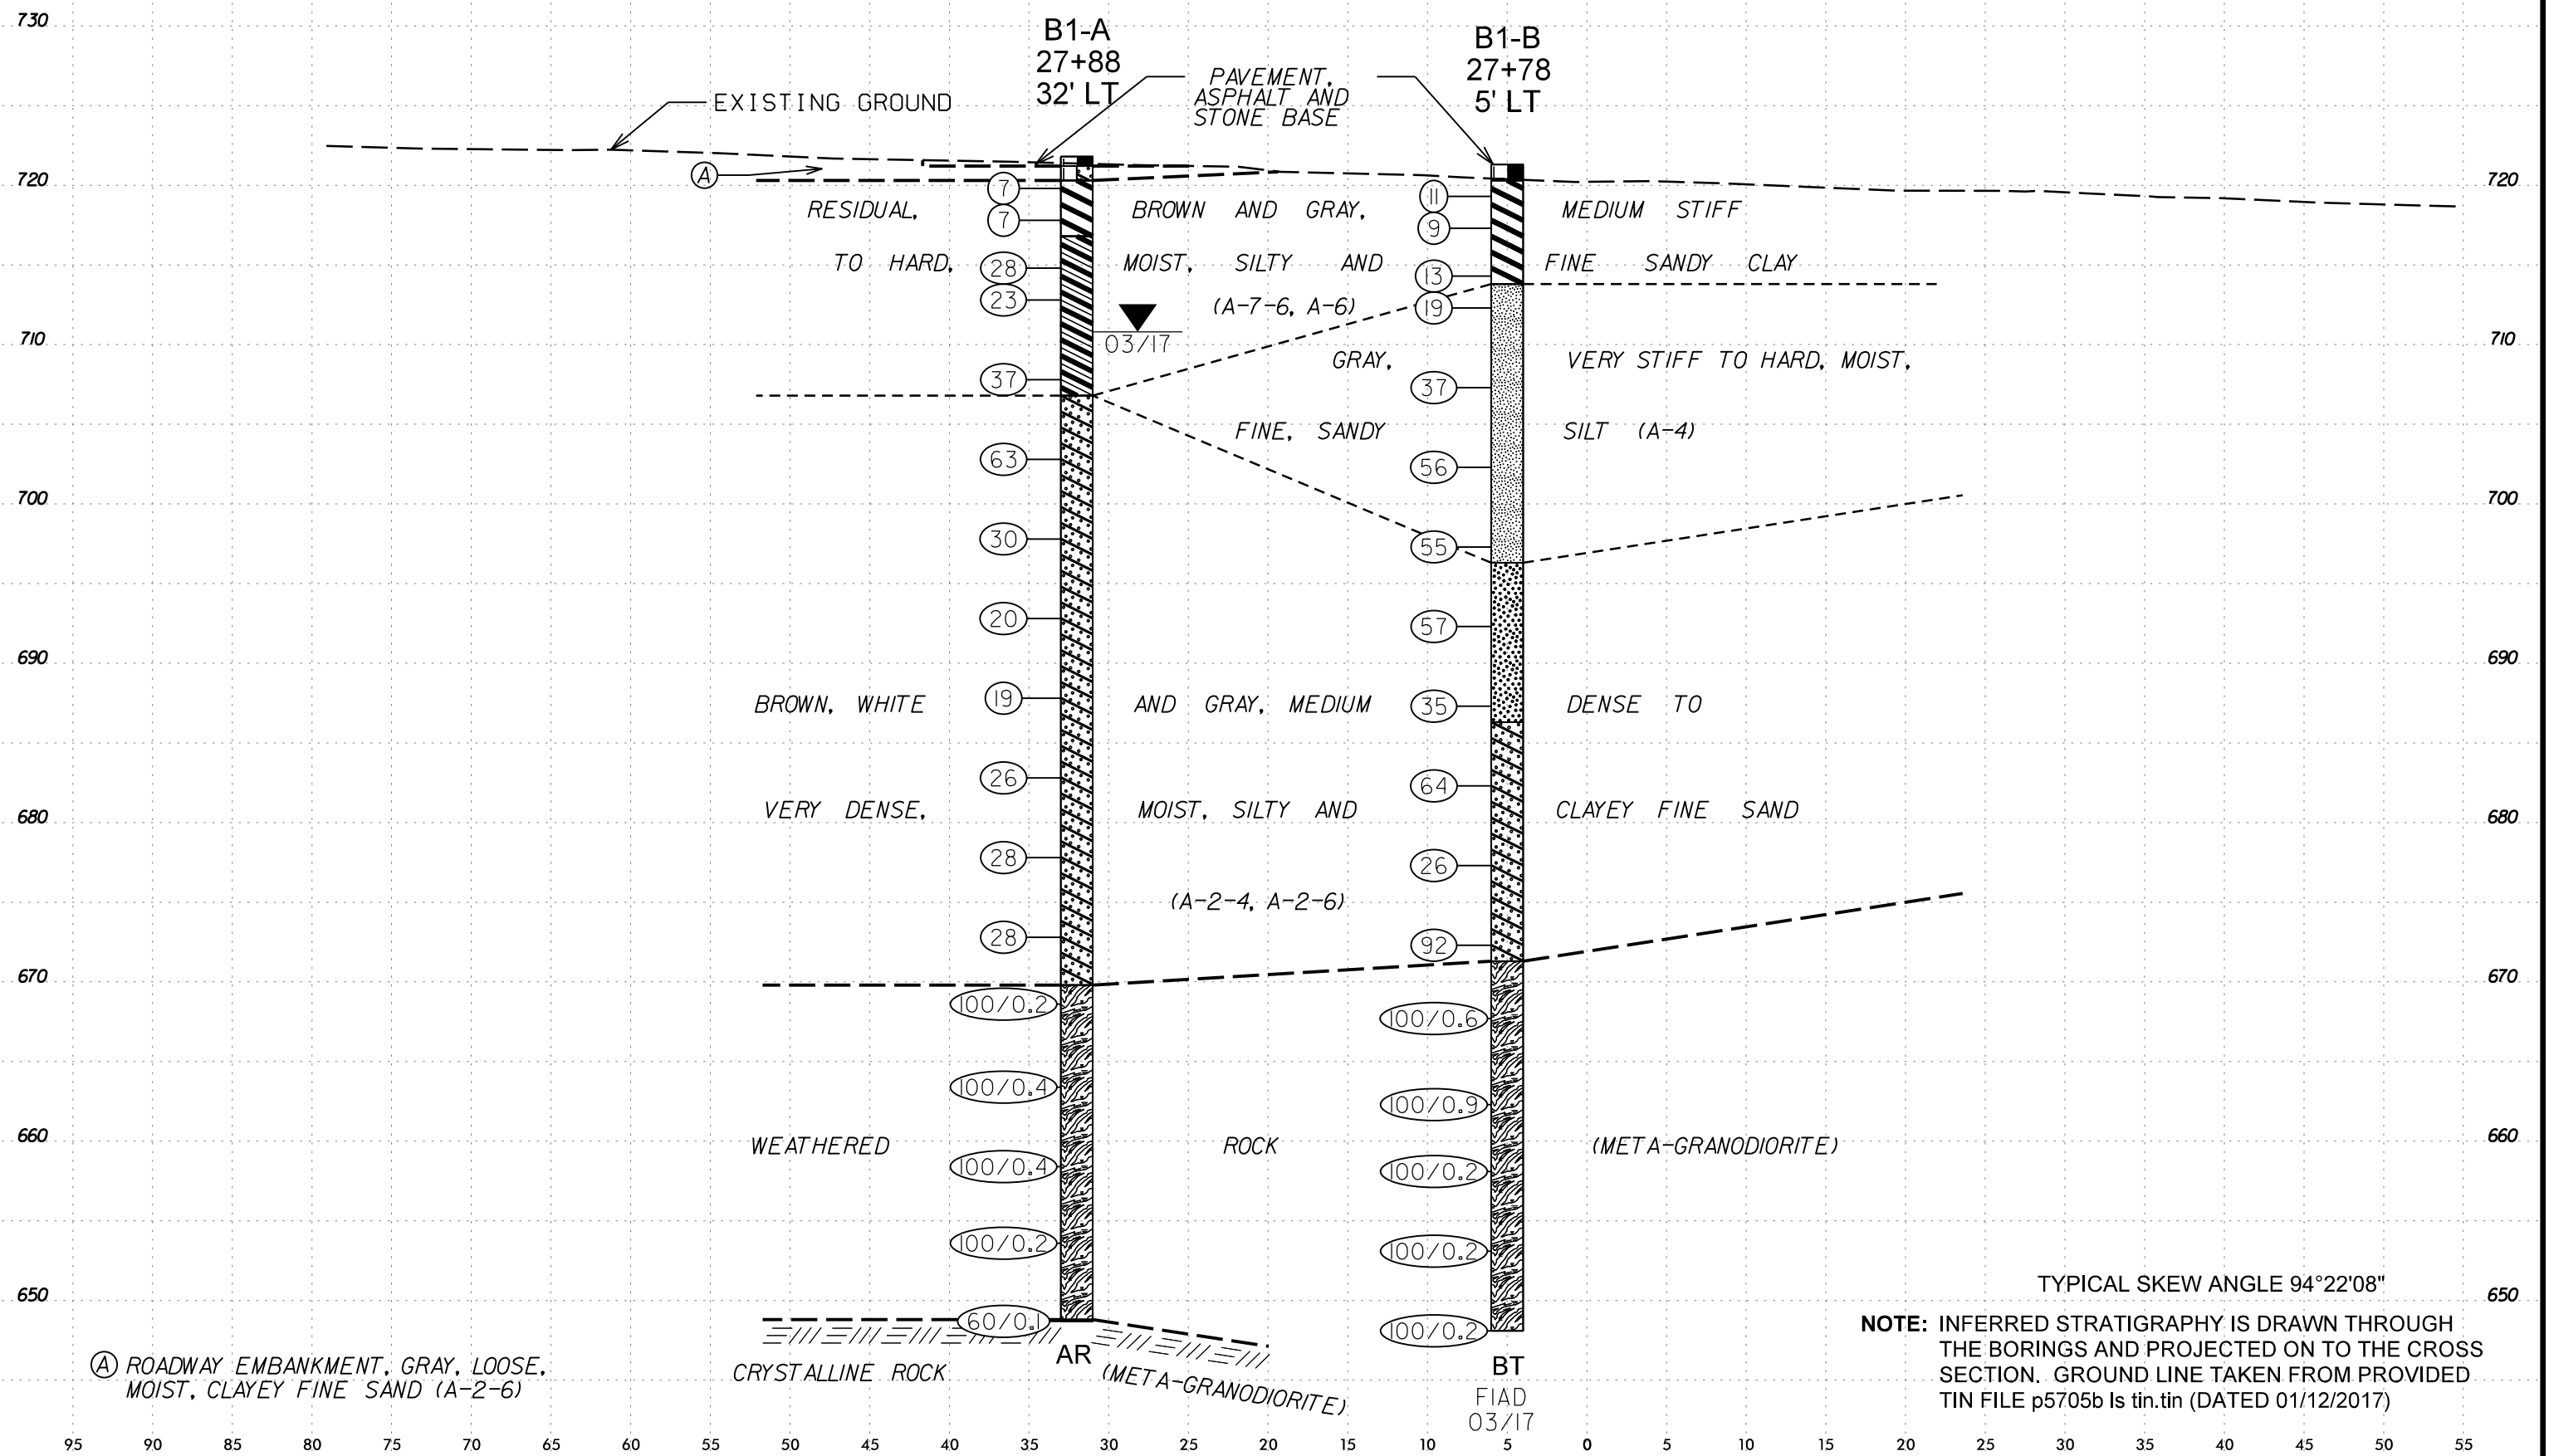 730
B1-A
27+88
32' LT
B1-B
27+78
5' LT
PAVEMENT,
ASPHALT AND
STONE BASE
EXISTING GROUND
A
720
720
7
11
RESIDUAL, BROWN AND GRAY, MEDIUM STIFF
7
9
TO HARD, MOIST, SILTY AND FINE SANDY CLAY
28
13
23
19
(A-7-6, A-6)
03/17
710
710
GRAY, VERY STIFF TO HARD, MOIST,
37
37
FINE, SANDY SILT (A-4)
63
56
700
700
30
55
20
57
690
690
19
35
BROWN, WHITE AND GRAY, MEDIUM DENSE TO
26
64
VERY DENSE, MOIST, SILTY AND CLAYEY FINE SAND
680
680
28
26
(A-2-4, A-2-6)
28
92
670
670
100/0.2
100/0.6
100/0.4
100/0.9
660
660
WEATHERED ROCK (META-GRANODIORITE)
100/0.4
100/0.2
100/0.2
100/0.2
650
650
60/0.1
100/0.2
AR
BT
FIAD
03/17
CRYSTALLINE ROCK (META-GRANODIORITE)
A ROADWAY EMBANKMENT, GRAY, LOOSE,
MOIST, CLAYEY FINE SAND (A-2-6)
TYPICAL SKEW ANGLE 94°22'08"
NOTE: INFERRED STRATIGRAPHY IS DRAWN THROUGH
THE BORINGS AND PROJECTED ON TO THE CROSS
SECTION. GROUND LINE TAKEN FROM PROVIDED
TIN FILE p5705b ls tin.tin (DATED 01/12/2017)
95 90 85 80 75 70 65 60 55 50 45 40 35 30 25 20 15 10 5 0 5 10 15 20 25 30 35 40 45 50 55